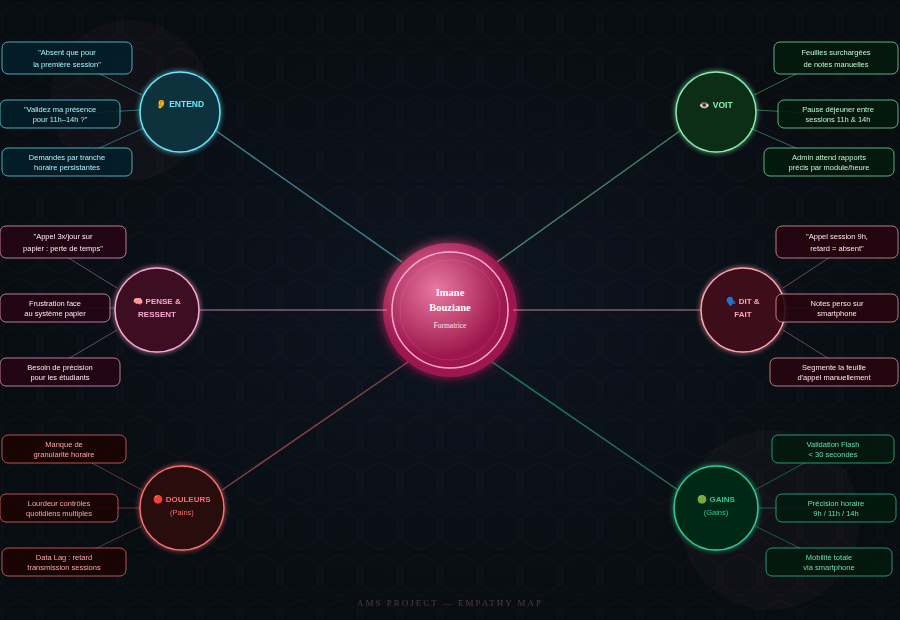 "Absent que pour
la première session"
👂 ENTEND
"Validez ma présence
pour 11h–14h ?"
Demandes par tranche
horaire persistantes
Feuilles surchargées
de notes manuelles
👁️ VOIT
Pause déjeuner entre
sessions 11h & 14h
Admin attend rapports
précis par module/heure
"Appel 3x/jour sur
papier : perte de temps"
🧠 PENSE &
RESSENT
Frustration face
au système papier
Besoin de précision
pour les étudiants
Imane
Bouziane
Formatrice
"Appel session 9h,
retard = absent"
🗣️ DIT &
FAIT
Notes perso sur
smartphone
Segmente la feuille
d'appel manuellement
Manque de
granularité horaire
🔴 DOULEURS
(Pains)
Lourdeur contrôles
quotidiens multiples
Data Lag : retard
transmission sessions
Validation Flash
< 30 secondes
🟢 GAINS
(Gains)
Précision horaire
9h / 11h / 14h
Mobilité totale
via smartphone
AMS PROJECT — EMPATHY MAP